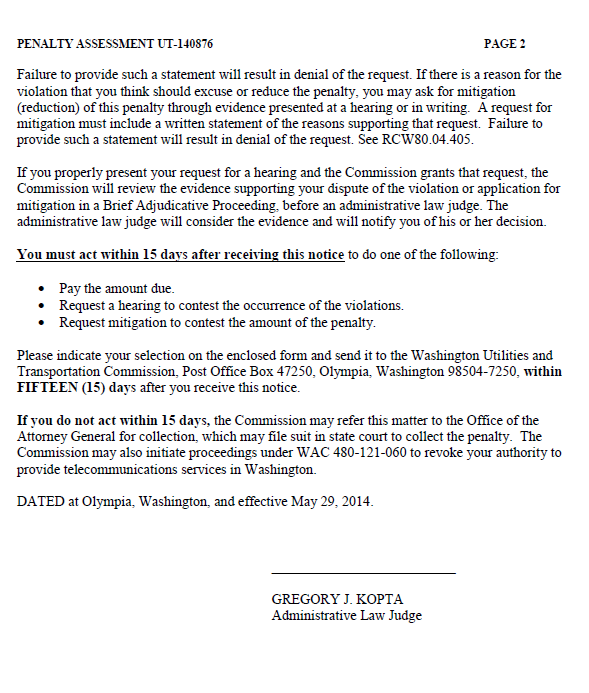 PENALTY ASSESSMENT UT-140876 PAGE 2
Failure to provide such a statement will result in denial of the request. If there is a reason for the
violation that you think should excuse or reduce the penalty, you may ask for mitigation
(reduction) of this penalty through evidence presented at a hearing or in writing.  A request for
mitigation must include a written statement of the reasons supporting that request.  Failure to
provide such a statement will result in denial of the request. See RCW80.04.405.
If you properly present your request for a hearing and the Commission grants that request, the
Commission will review the evidence supporting your dispute of the violation or application for
mitigation in a Brief Adjudicative Proceeding, before an administrative law judge. The
administrative law judge will consider the evidence and will notify you of his or her decision.
You must act within 15 days after receiving this notice to do one of the following:
• Pay the amount due.
• Request a hearing to contest the occurrence of the violations.
• Request mitigation to contest the amount of the penalty.
Please indicate your selection on the enclosed form and send it to the Washington Utilities and
Transportation Commission, Post Office Box 47250, Olympia, Washington 98504-7250, within
FIFTEEN (15) days after you receive this notice.
If you do not act within 15 days, the Commission may refer this matter to the Office of the
Attorney General for collection, which may file suit in state court to collect the penalty.  The
Commission may also initiate proceedings under WAC 480-121-060 to revoke your authority to
provide telecommunications services in Washington.
DATED at Olympia, Washington, and effective May 29, 2014.
GREGORY J. KOPTA
Administrative Law Judge